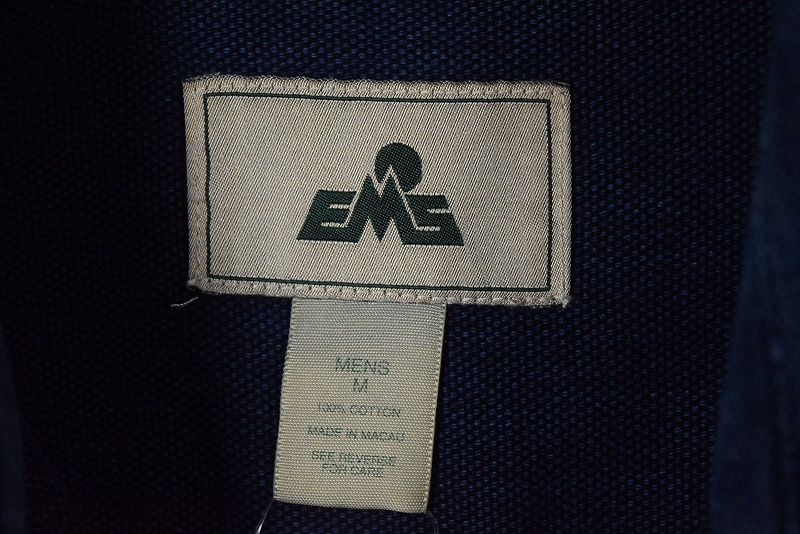 EMS
MENS
M
100% COTTON
MADE IN MACAU
SEE REVERSE
FOR CARE